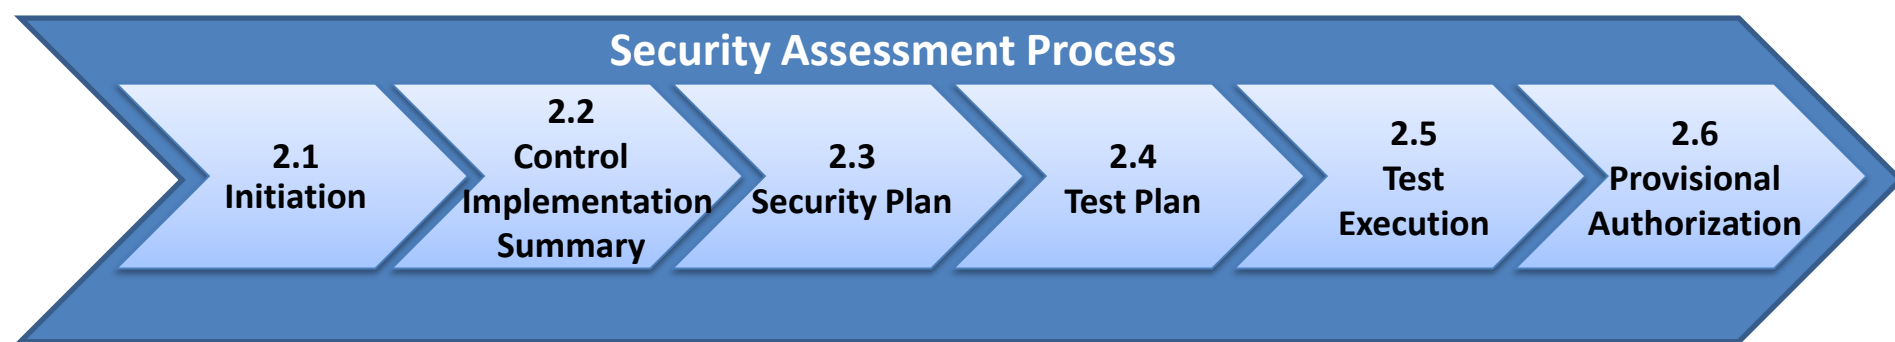 Security Assessment Process
2.1
Initiation
2.2
Control
Implementation
Summary
2.3
Security Plan
2.4
Test Plan
2.5
Test
Execution
2.6
Provisional
Authorization